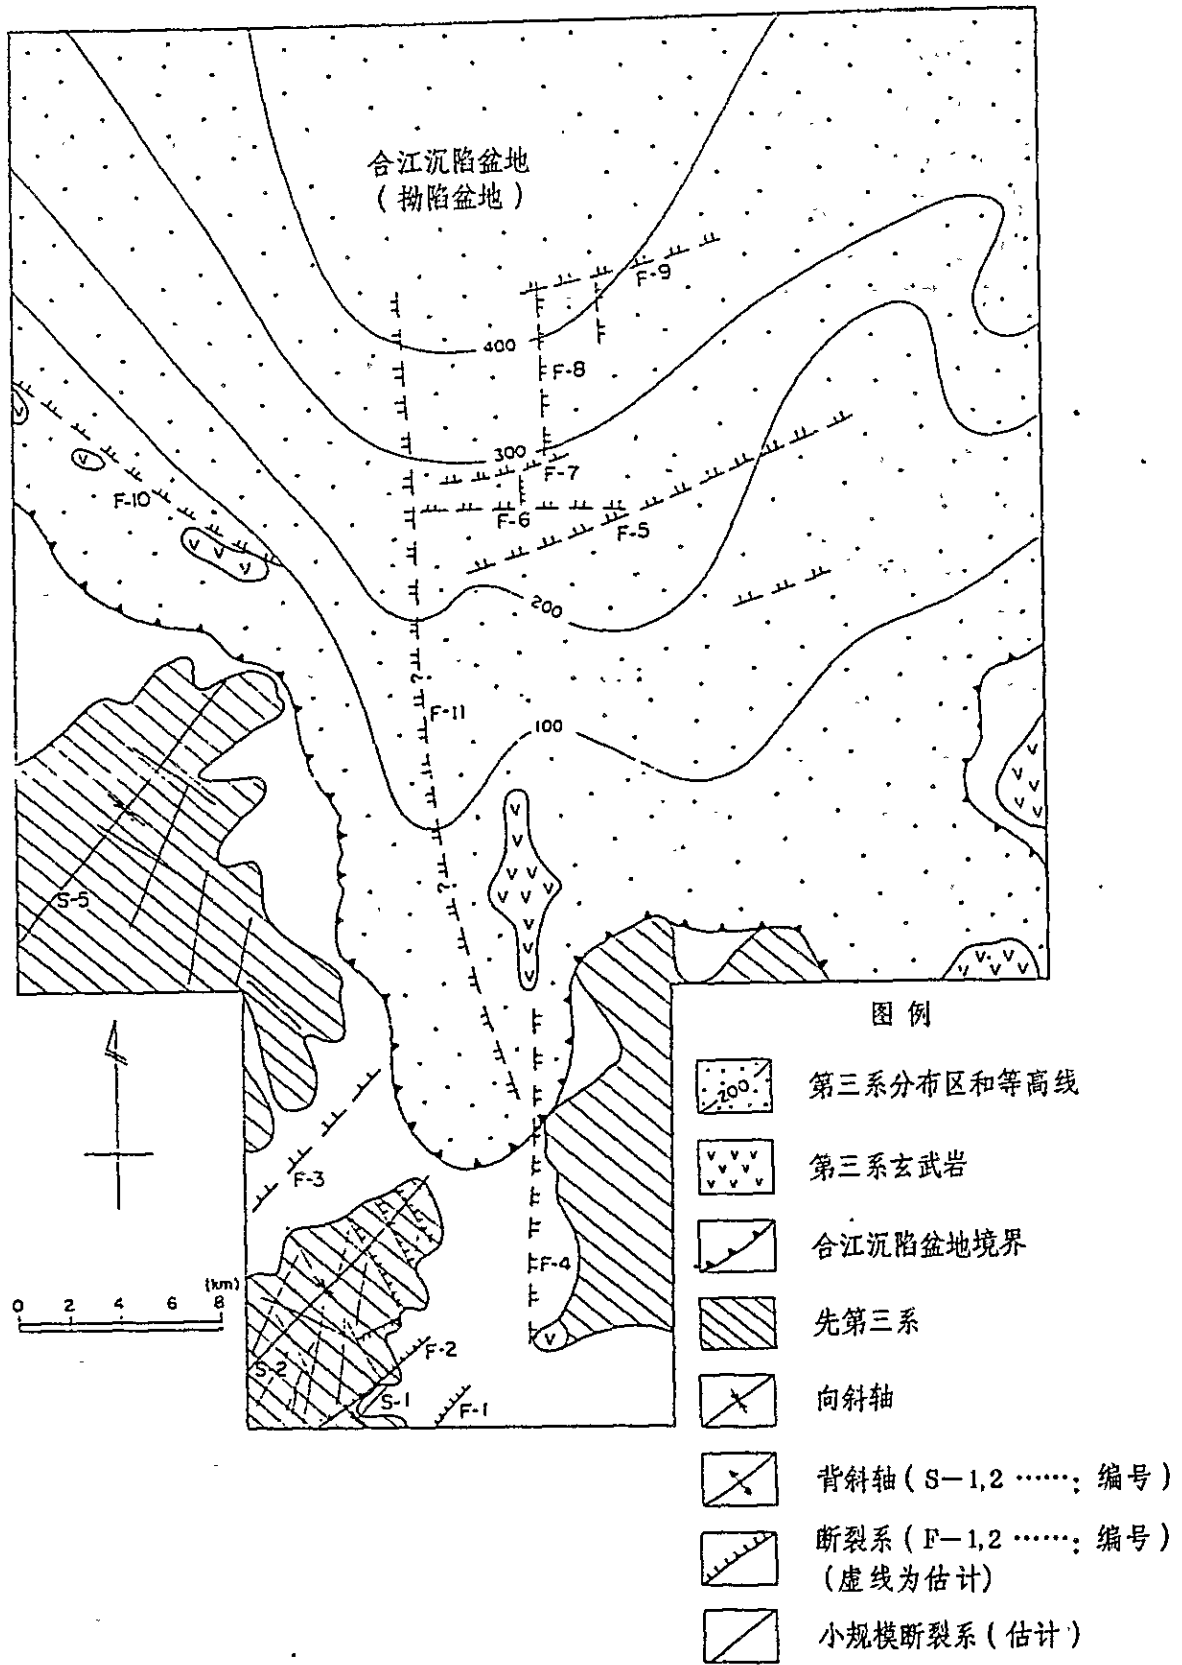 合江沉陷盆地
(拗陷盆地)
F-9
400
F-8
300
F-7
F-10
F-6
F-5
200
?
F-11
100
?
S-5
F-3
(km)
0 2 4 6 8
F-4
F-2
S-2
S-1
F-1
图例
200 第三系分布区和等高线
第三系玄武岩
合江沉陷盆地境界
先第三系
向斜轴
背斜轴(S-1,2……: 编号)
断裂系(F-1,2……: 编号)
(虚线为估计)
小规模断裂系(估计)